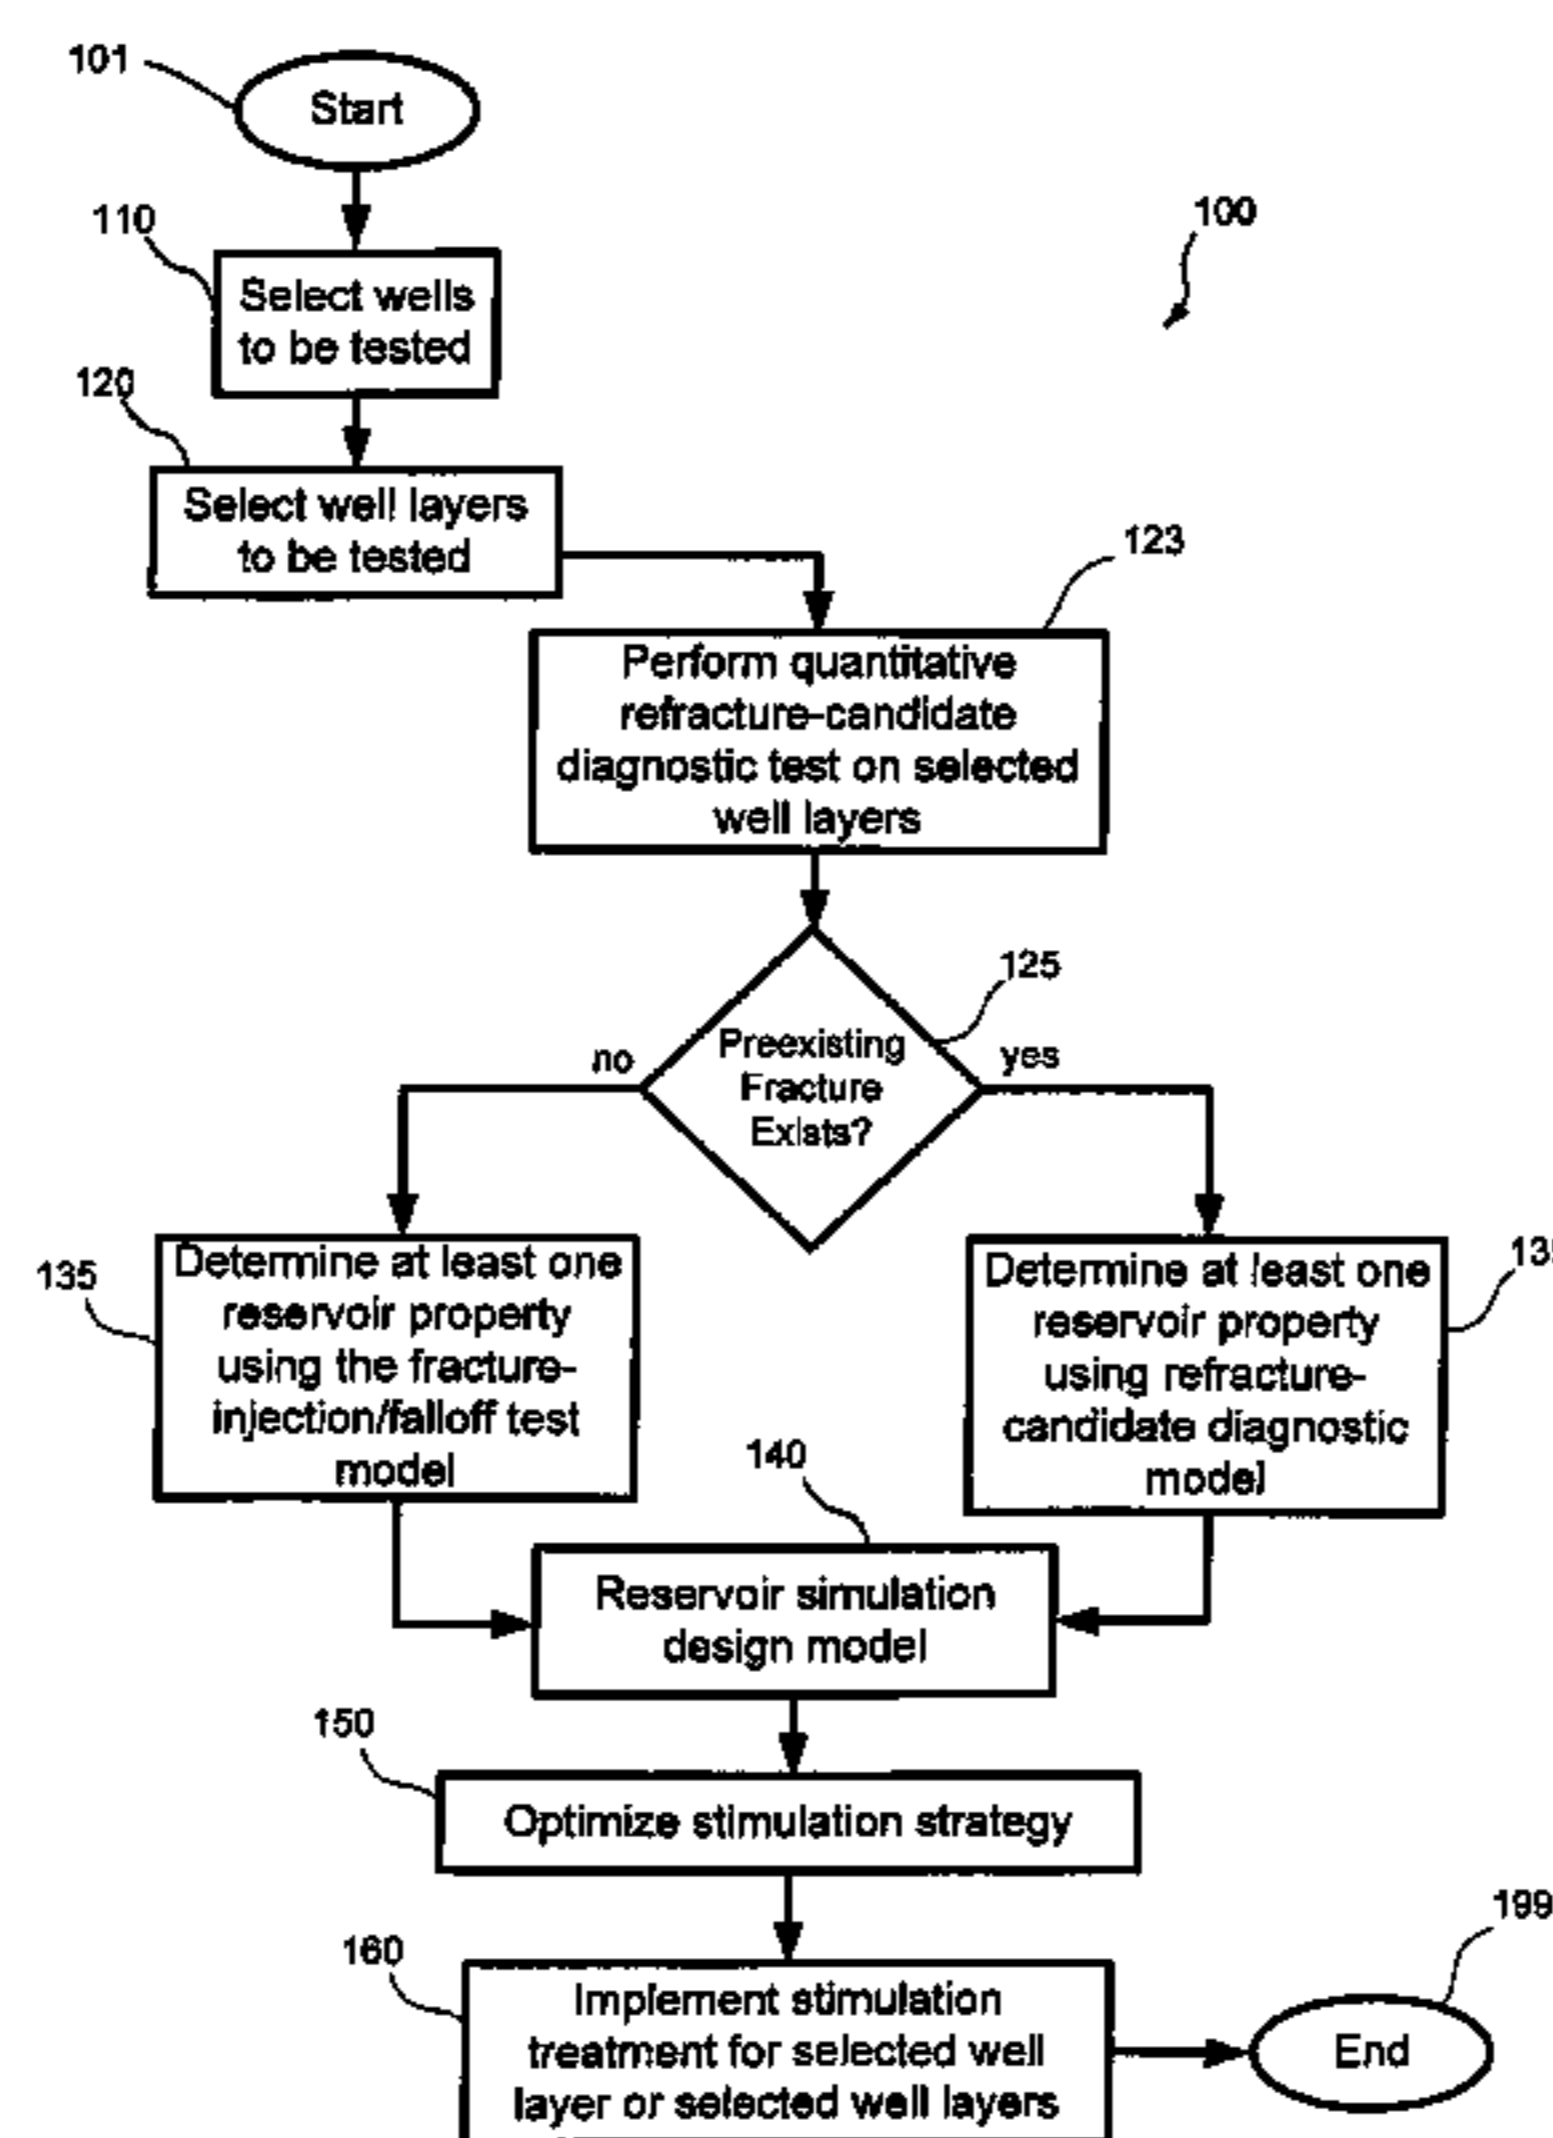 101
Start
110
100
Select wells
to be tested
120
Select well layers
to be tested
123
Perform quantitative
refracture-candidate
diagnostic test on selected
well layers
125
no
Preexisting
Fracture
Exists?
yes
135
Determine at least one
reservoir property
using the fracture-
injection/falloff test
model
Determine at least one
reservoir property
using refracture-
candidate diagnostic
model
140
Reservoir simulation
design model
150
Optimize stimulation strategy
160
Implement stimulation
treatment for selected well
layer or selected well layers
199
End